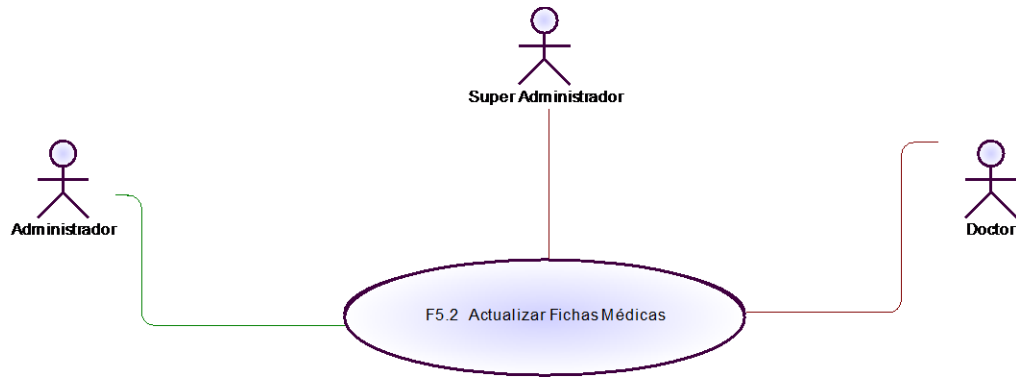 Super Administrador
Administrador
Doctor
F5.2 Actualizar Fichas Médicas